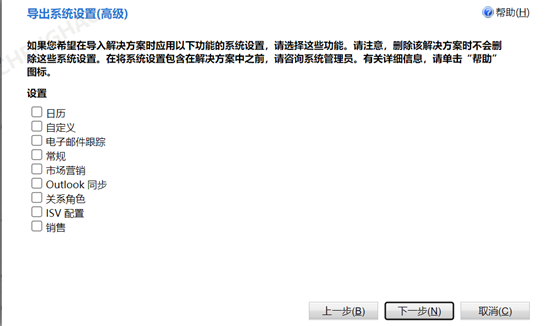 导出系统设置(高级)
帮助(H)
如果您希望在导入解决方案时应用以下功能的系统设置，请选择这些功能。请注意，删除该解决方案时不会删
除这些系统设置。在将系统设置包含在解决方案中之前，请咨询系统管理员。有关详细信息，请单击“帮助”
图标。
设置
日历
自定义
电子邮件跟踪
常规
市场营销
Outlook 同步
关系角色
ISV 配置
销售
上一步(B)
下一步(N)
取消(C)